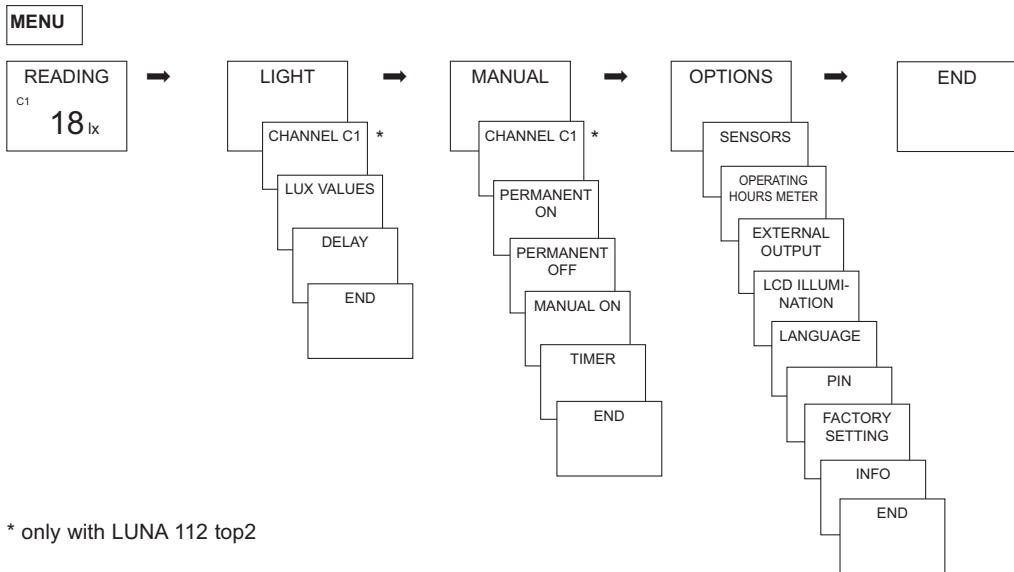 MENU
READING
C1
18 lx
LIGHT
CHANNEL C1 *
LUX VALUES
DELAY
END
MANUAL
CHANNEL C1 *
PERMANENT
ON
PERMANENT
OFF
MANUAL ON
TIMER
END
OPTIONS
SENSORS
OPERATING
HOURS METER
EXTERNAL
OUTPUT
LCD ILLUMI-
NATION
LANGUAGE
PIN
FACTORY
SETTING
INFO
END
END
* only with LUNA 112 top2